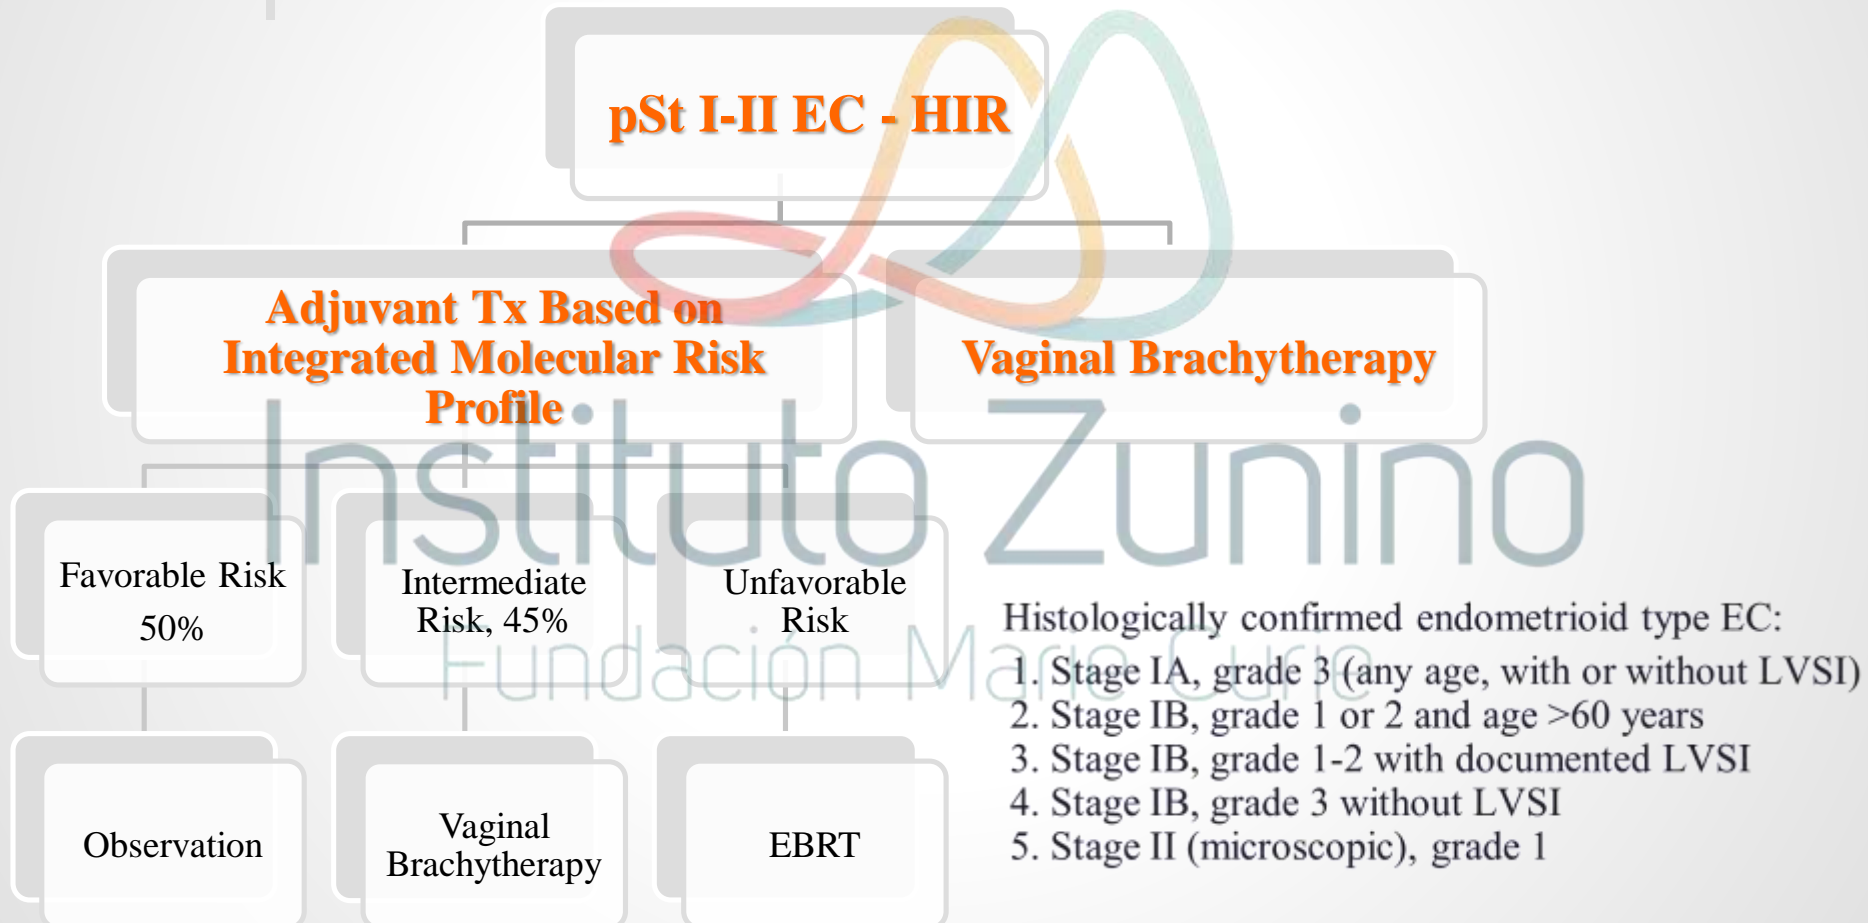 pSt I-II EC - HIR
Adjuvant Tx Based on
Integrated Molecular Risk
Profile
Vaginal Brachytherapy
Instituto Zunino
Fundación Marie Curie
Favorable Risk
50%
Intermediate
Risk, 45%
Unfavorable
Risk
Observation
Vaginal
Brachytherapy
EBRT
Histologically confirmed endometrioid type EC:
1. Stage IA, grade 3 (any age, with or without LVSI)
2. Stage IB, grade 1 or 2 and age >60 years
3. Stage IB, grade 1-2 with documented LVSI
4. Stage IB, grade 3 without LVSI
5. Stage II (microscopic), grade 1